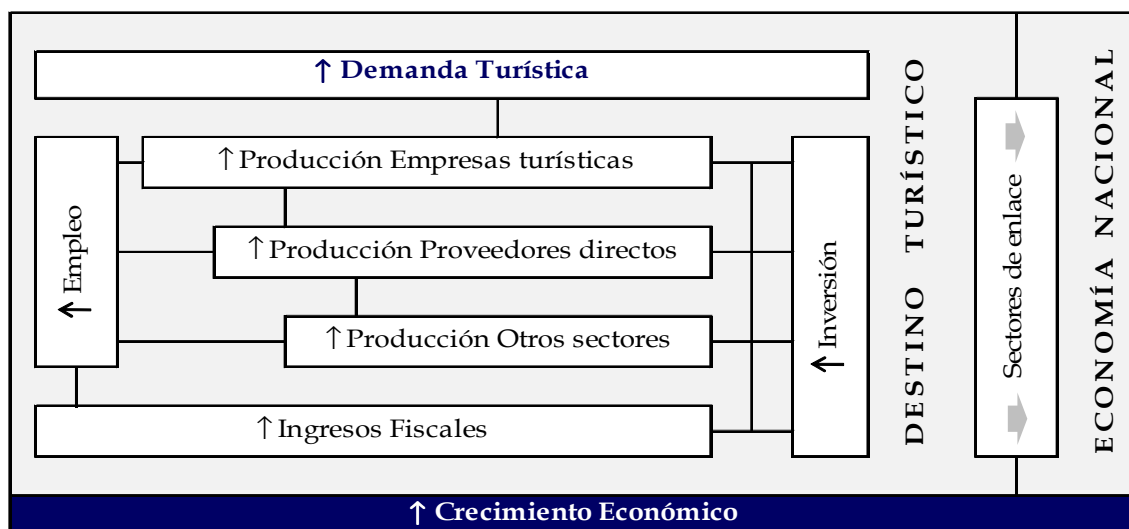 ↑ Demanda Turística
↑ Producción Empresas turísticas
↑ Producción Proveedores directos
↑ Producción Otros sectores
↑ Ingresos Fiscales
↑ Empleo
↑ Inversión
DESTINO TURÍSTICO
Sectores de enlace
ECONOMÍA NACIONAL
↑ Crecimiento Económico